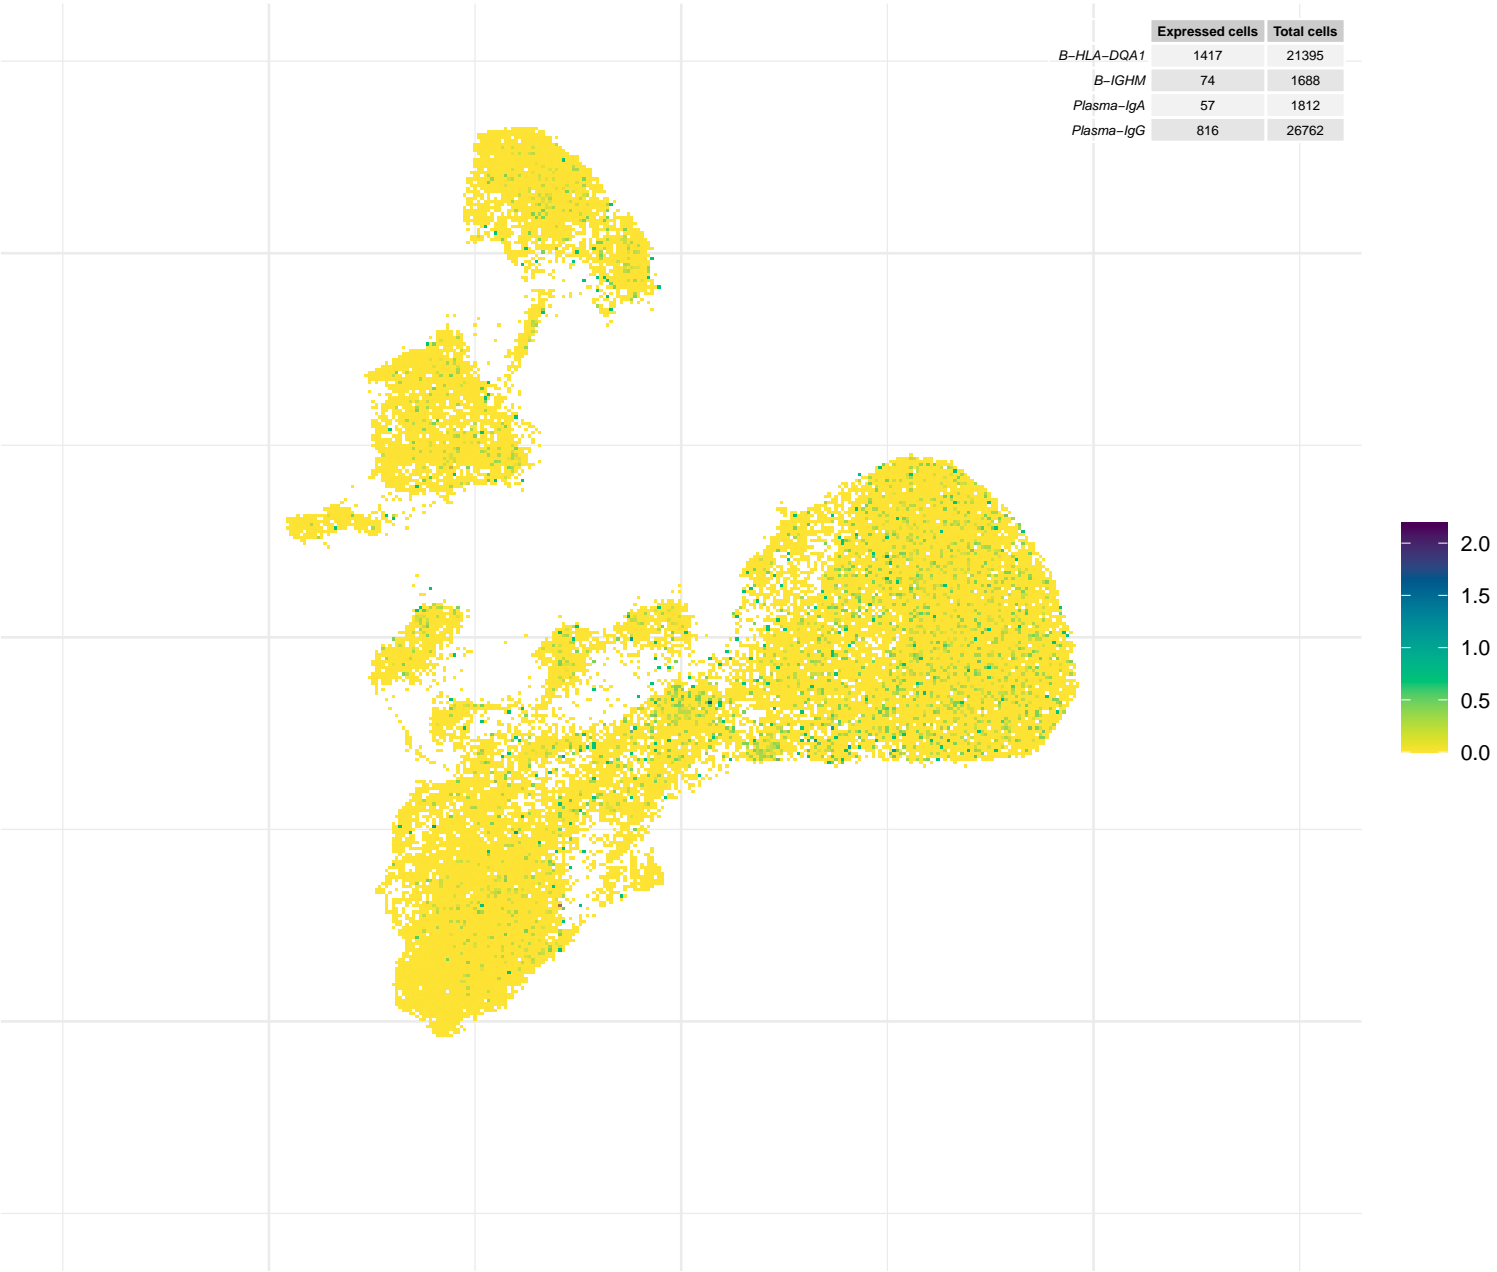 Expressed cells Total cells
B−HLA−DQA1 1417 21395
B−IGHM 74 1688
Plasma−IgA 57 1812
Plasma−IgG 816 26762
2.0
1.5
1.0
0.5
0.0